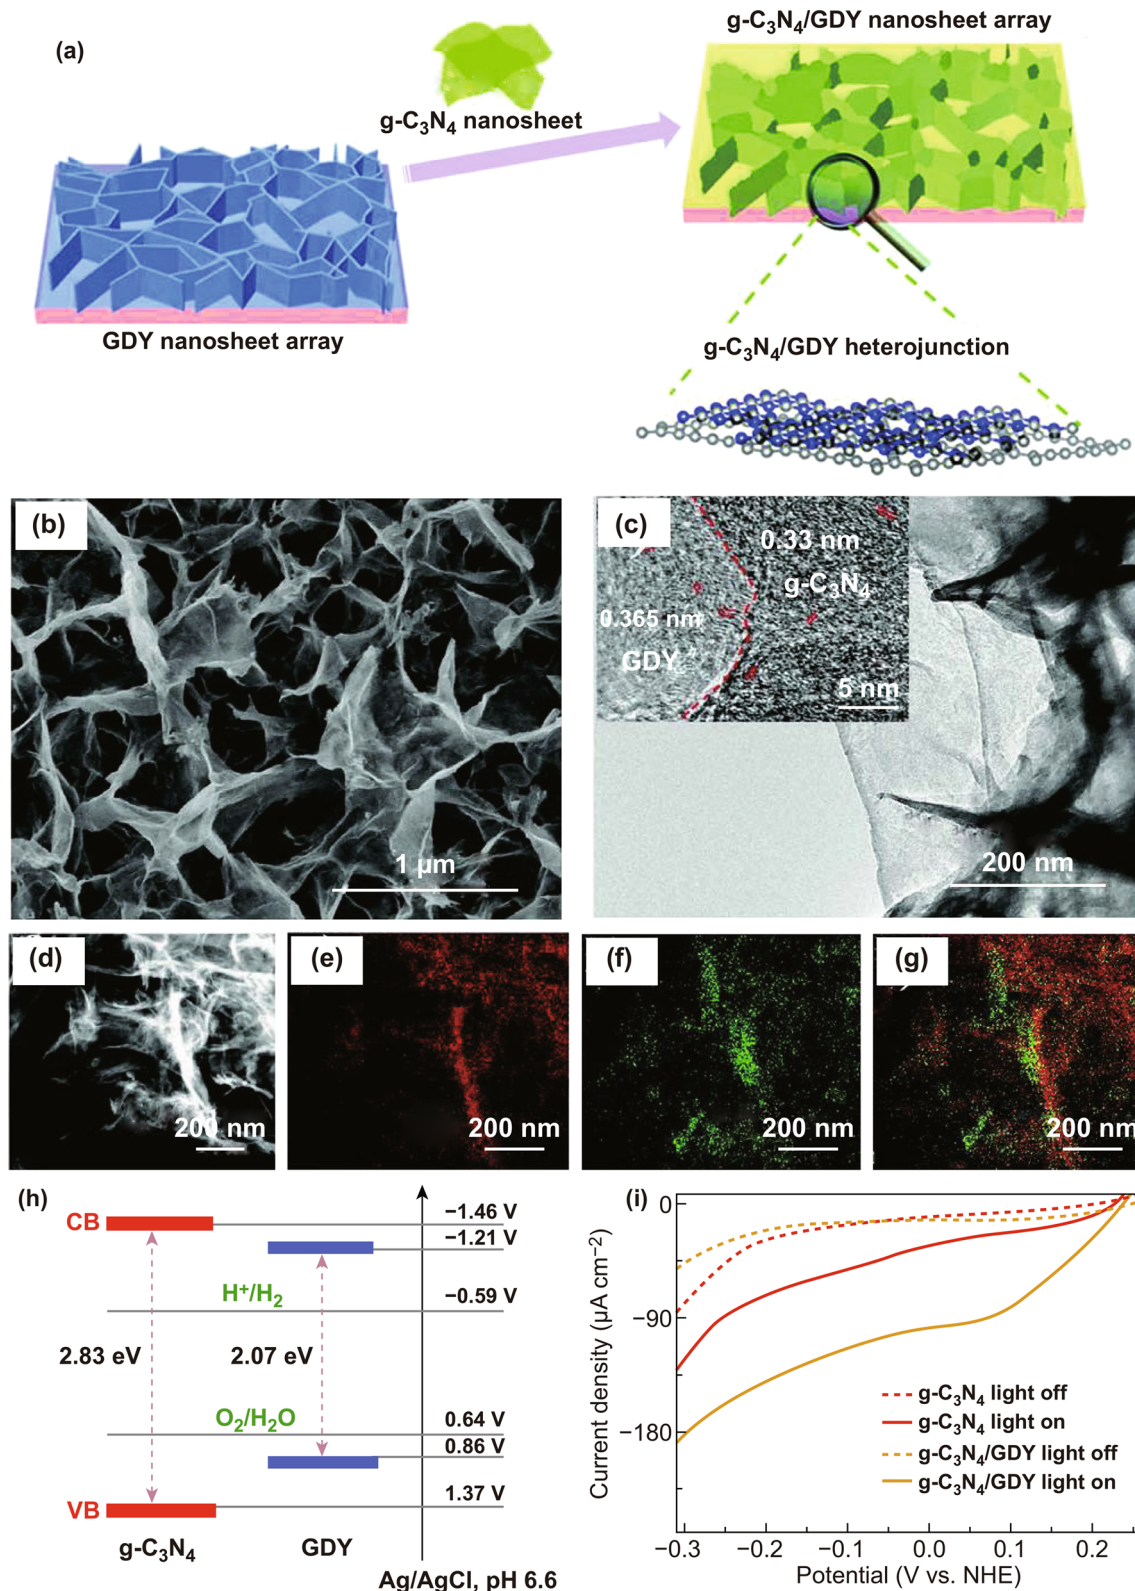 (a)
g-C₃N₄ nanosheet
g-C₃N₄/GDY nanosheet array
GDY nanosheet array
g-C₃N₄/GDY heterojunction
(b)
1 μm
(c)
0.33 nm
g-C₃N₄
0.365 nm
GDY
5 nm
200 nm
(d)
200 nm
(e)
200 nm
(f)
200 nm
(g)
200 nm
(h)
CB
−1.46 V
−1.21 V
H⁺/H₂
−0.59 V
2.83 eV
2.07 eV
O₂/H₂O
0.64 V
0.86 V
VB
1.37 V
g-C₃N₄
GDY
Ag/AgCl, pH 6.6
(i)
Current density (μA cm⁻²)
0
−90
−180
g-C₃N₄ light off
g-C₃N₄ light on
g-C₃N₄/GDY light off
g-C₃N₄/GDY light on
−0.3 −0.2 −0.1 0.0 0.1 0.2
Potential (V vs. NHE)